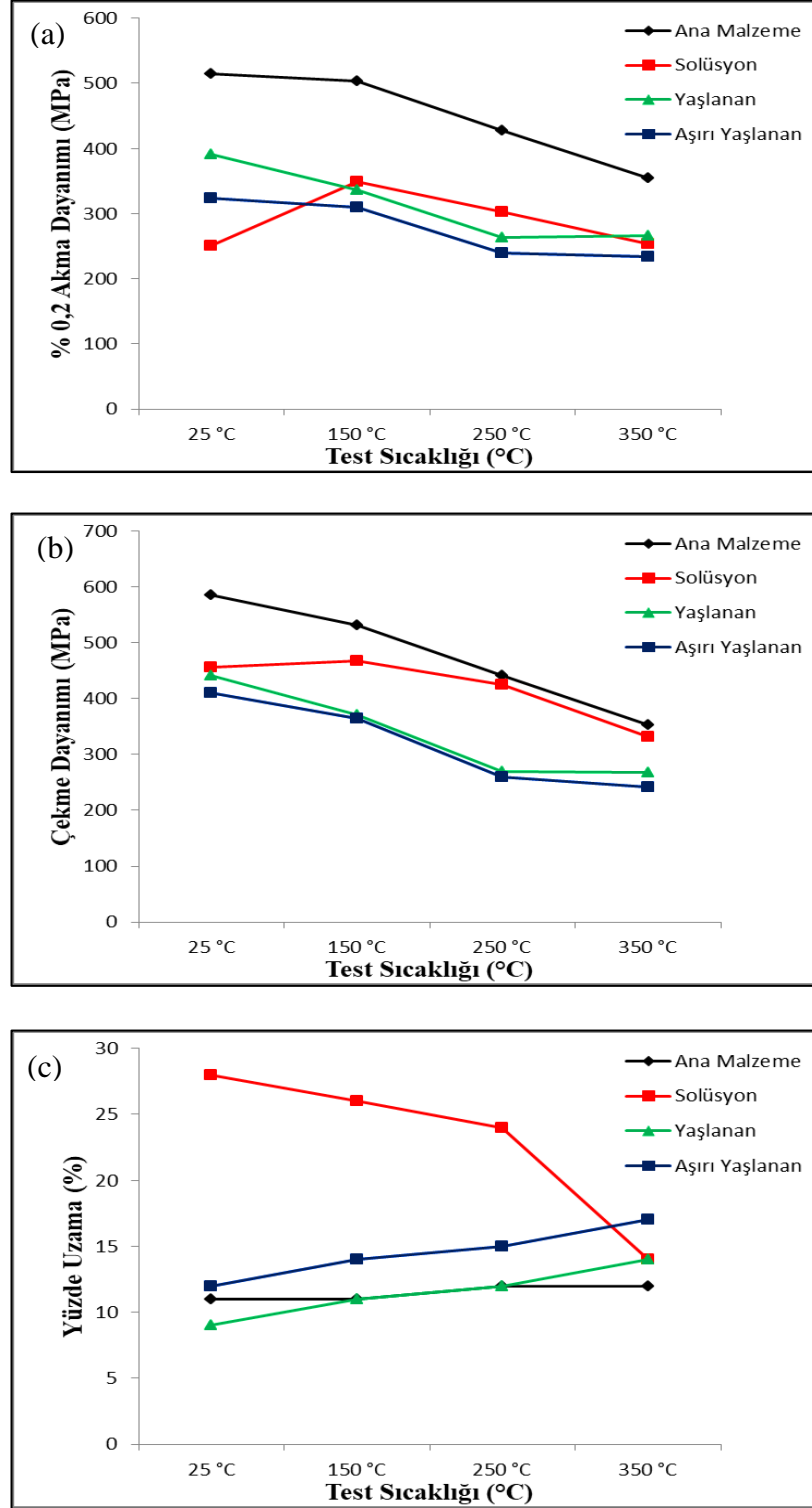 (a)
600
500
400
300
200
100
0
% 0,2 Akma Dayanımı (MPa)
25 °C 150 °C 250 °C 350 °C
Test Sıcaklığı (°C)
Ana Malzeme
Solüsyon
Yaşlanan
Aşırı Yaşlanan
(b)
700
600
500
400
300
200
100
0
Çekme Dayanımı (MPa)
25 °C 150 °C 250 °C 350 °C
Test Sıcaklığı (°C)
Ana Malzeme
Solüsyon
Yaşlanan
Aşırı Yaşlanan
(c)
30
25
20
15
10
5
0
Yüzde Uzama (%)
25 °C 150 °C 250 °C 350 °C
Test Sıcaklığı (°C)
Ana Malzeme
Solüsyon
Yaşlanan
Aşırı Yaşlanan